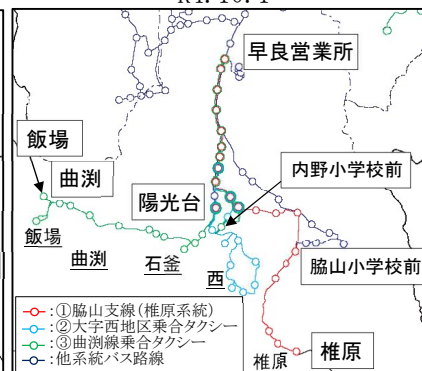 R4.10.1
早良営業所
飯場
曲渕
内野小学校前
陽光台
飯場
曲渕
石釜
西
脇山小学校前
:①脇山支線(椎原系統)
:②大字西地区乗合タクシー
:③曲渕線乗合タクシー
:他系統バス路線
椎原
椎原